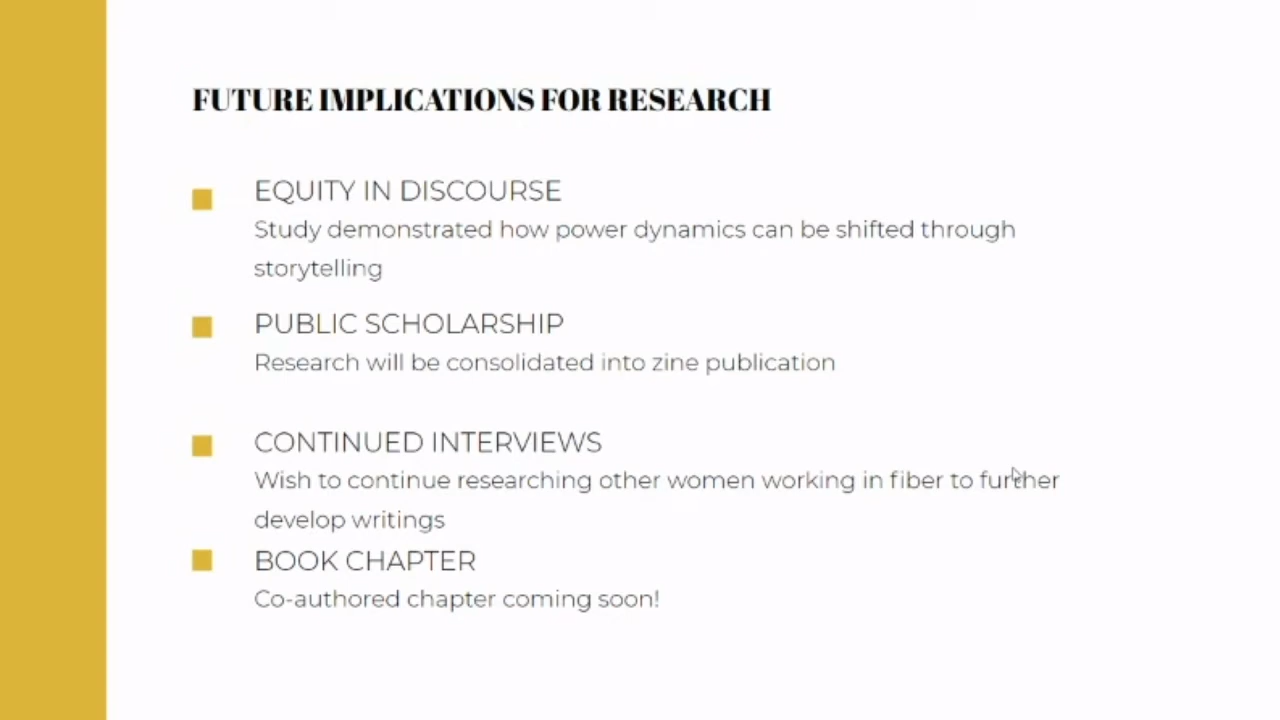 FUTURE IMPLICATIONS FOR RESEARCH
EQUITY IN DISCOURSE
Study demonstrated how power dynamics can be shifted through
storytelling
PUBLIC SCHOLARSHIP
Research will be consolidated into zine publication
CONTINUED INTERVIEWS
Wish to continue researching other women working in fiber to further
develop writings
BOOK CHAPTER
Co-authored chapter coming soon!